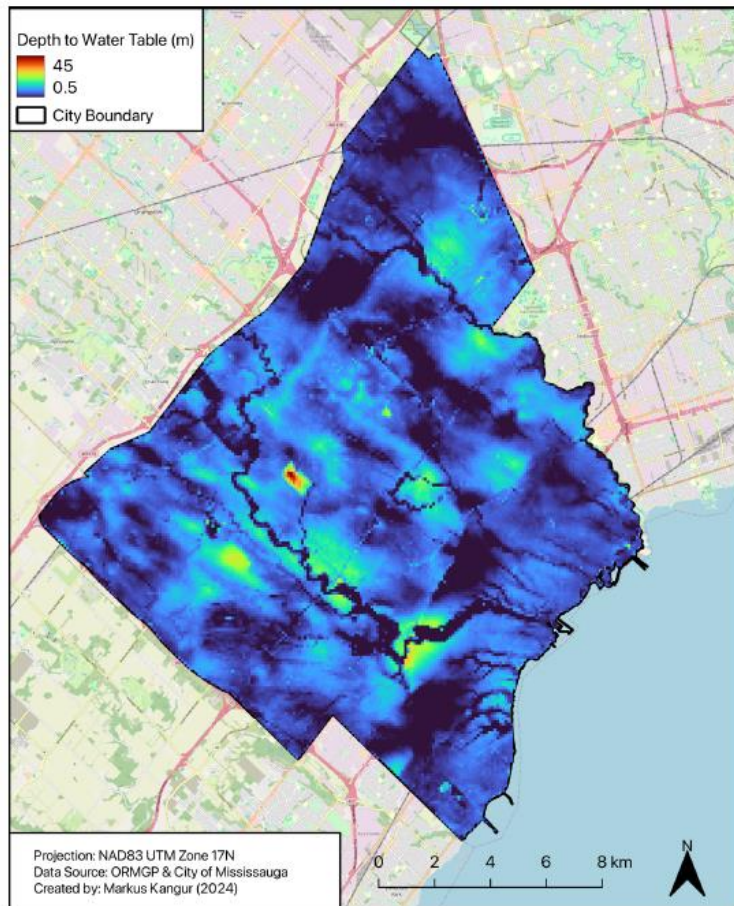 Depth to Water Table (m)
45
0.5
City Boundary
Projection: NAD83 UTM Zone 17N
Data Source: ORMGP & City of Mississauga
Created by: Markus Kangur (2024)
0 2 4 6 8 km
N